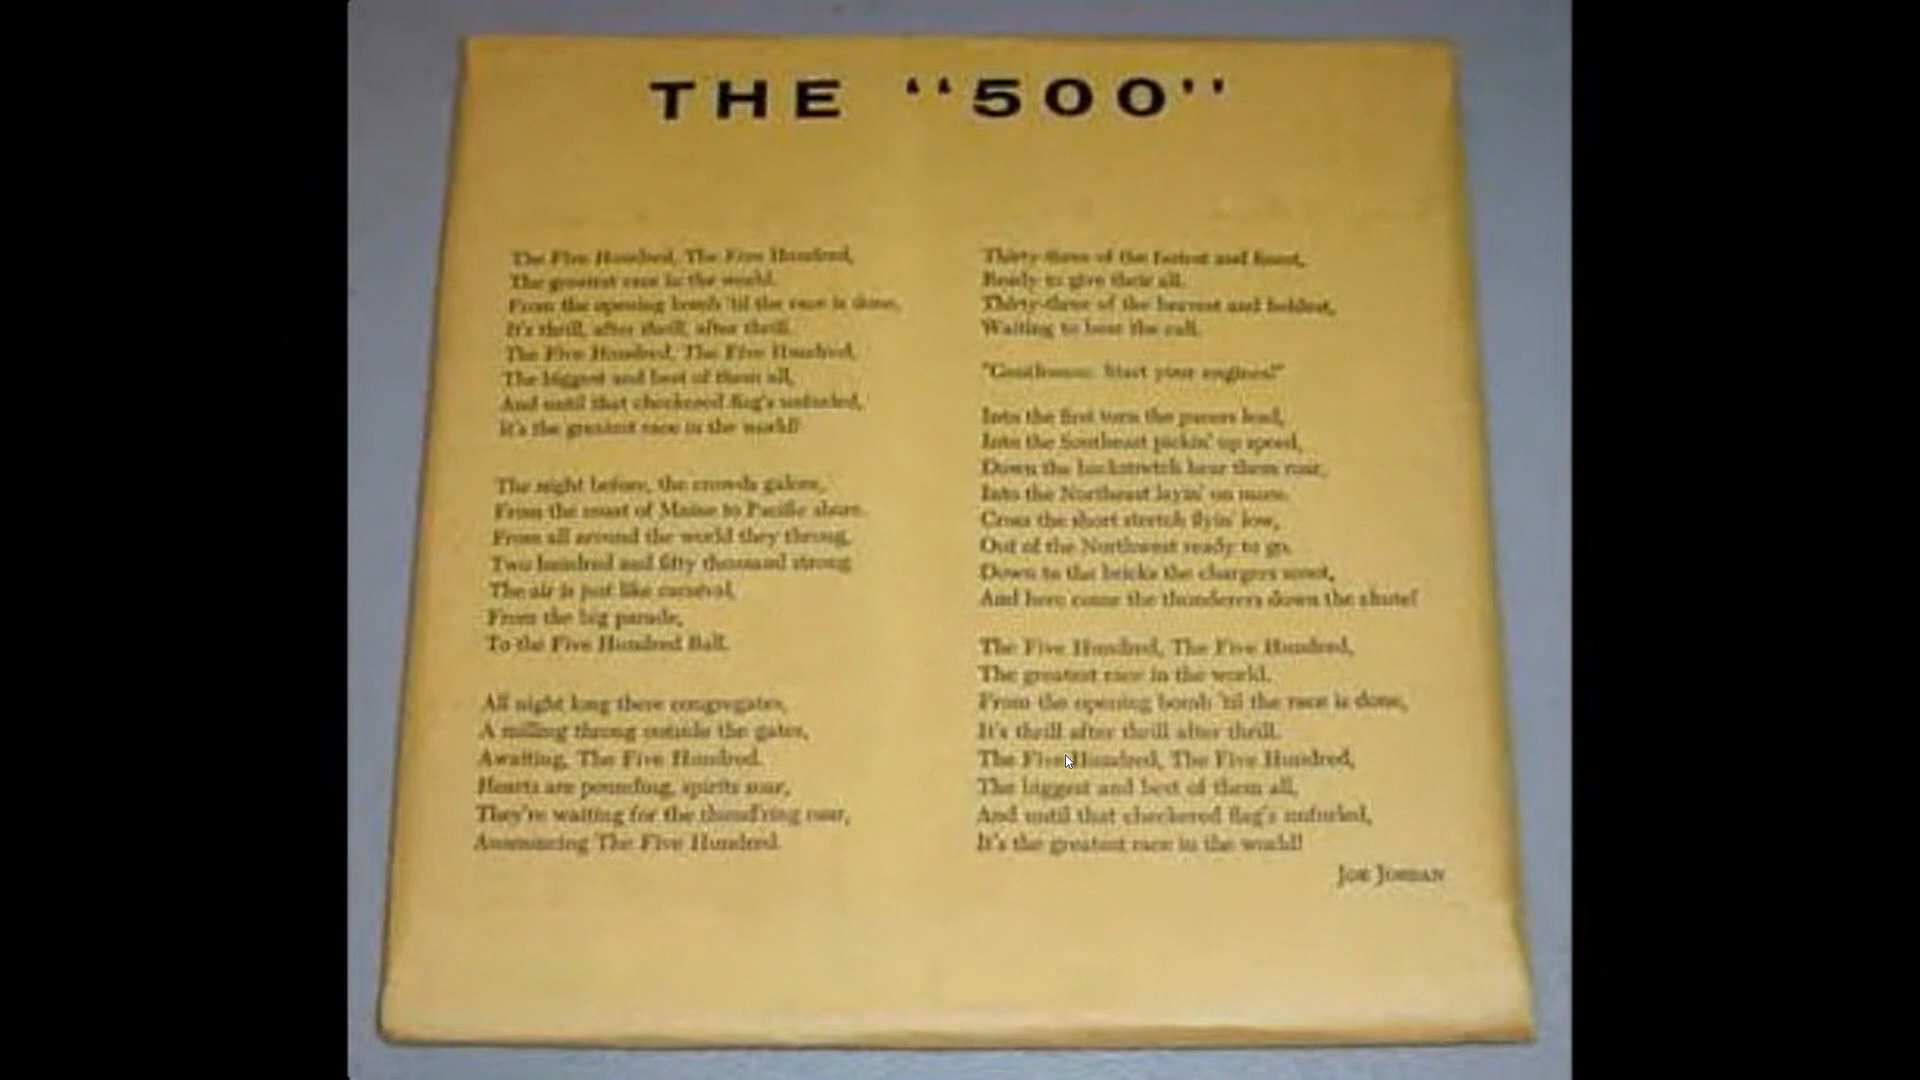 THE "500"
The Five Hundred, The Five Hundred,
The greatest race in the world.
From the opening bomb 'til the race is done,
It's thrill, after thrill, after thrill.
The Five Hundred, The Five Hundred,
The biggest and best of them all,
And until that checkered flag's unfurled,
It's the greatest race in the world!
The night before, the crowds galore,
From the coast of Maine to Pacific shore.
From all around the world they throng,
Two hundred and fifty thousand strong.
The air is just like carnival,
From the big parade,
To the Five Hundred Ball.
All night long there congregates,
A milling throng outside the gates,
Awaiting, The Five Hundred.
Hearts are pounding, spirits soar,
They're waiting for the thund'ring roar,
Announcing The Five Hundred.
Thirty-three of the fastest and finest,
Ready to give their all.
Thirty-three of the bravest and boldest,
Waiting to hear the call.
"Gentlemen: Start your engines!"
Into the first turn the pacers lead,
Into the Southeast pickin' up speed,
Down the backstretch hear them roar,
Into the Northeast layin' on more.
Cross the short stretch flyin' low,
Out of the Northwest ready to go.
Down to the bricks the chargers scoot,
And here come the thunderers down the chute!
The Five Hundred, The Five Hundred,
The greatest race in the world.
From the opening bomb 'til the race is done,
It's thrill after thrill after thrill.
The Five Hundred, The Five Hundred,
The biggest and best of them all,
And until that checkered flag's unfurled,
It's the greatest race in the world!
JOE JORDAN